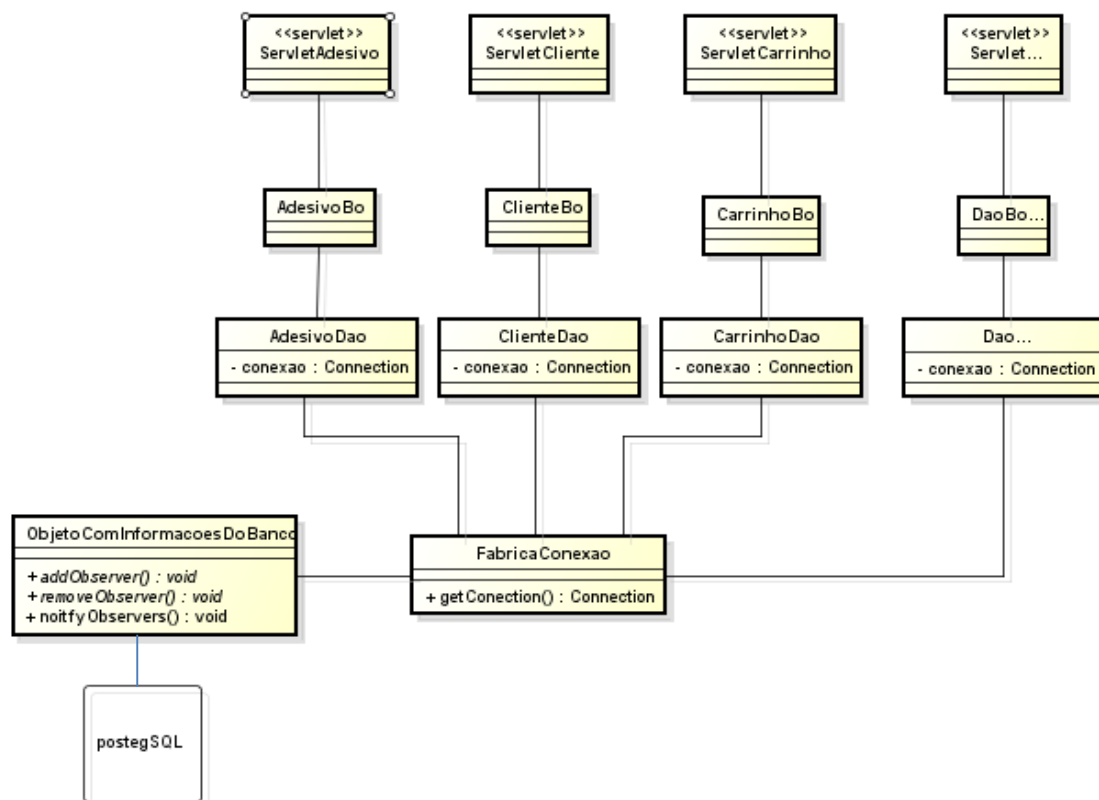 <<servlet>>
ServletAdesivo
<<servlet>>
ServletCliente
<<servlet>>
ServletCarrinho
<<servlet>>
Servlet...
AdesivoBo
ClienteBo
CarrinhoBo
DaoBo...
AdesivoDao
- conexao : Connection
ClienteDao
- conexao : Connection
CarrinhoDao
- conexao : Connection
Dao...
- conexao : Connection
ObjetoComInformacoesDoBanco
+ addObserver() : void
+ removeObserver() : void
+ noitfyObservers() : void
FabricaConexao
+ getConection() : Connection
postegSQL